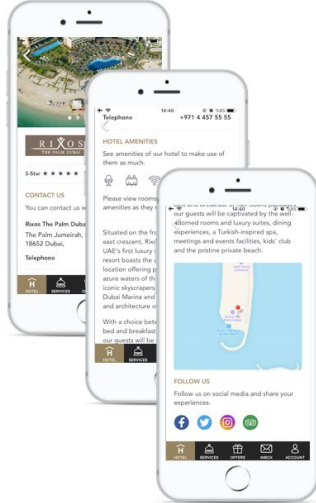 RIXOS
THE PALM DUBAI
5-Star ★ ★ ★ ★
CONTACT US
You can contact u
Rixos The Palm Duba
The Palm Jumeirah,
18652 Dubai,
Telephone
HOTEL
SERVICES
14:40
Telephone
+971 4 457 55 55
HOTEL AMENITIES
See amenities of our hotel to make use of
them as much.
Please view rooms
amenities as they
Situated on the fro
east crescent, Rix
UAE's first luxury
resort boasts the
location offering p
azure waters of th
iconic skyscrapers
Dubai Marina and
and architecture o
With a choice betw
bed and breakfast
our guests will be
HOTEL
SERVICES
our guests will be captivated by the well-
adorned rooms and luxury suites, dining
experiences, a Turkish-inspired spa,
meetings and events facilities, kids' club
and the pristine private beach.
FOLLOW US
Follow us on social media and share your
experiences.
HOTEL
SERVICES
OFFERS
INBOX
ACCOUNT